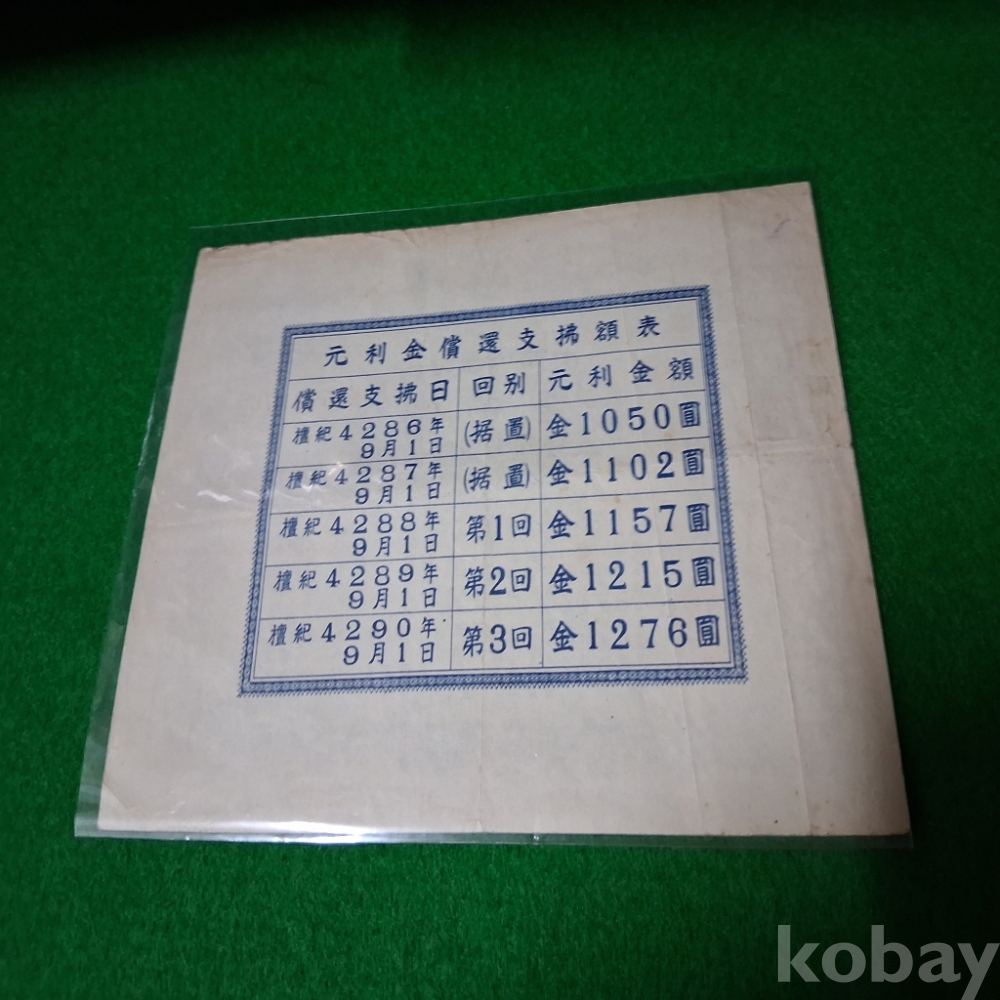 元利金償還支拂額表
償還支拂日 回別 元利金額
檀紀4286年 (据置) 金1050圓
9月1日
檀紀4287年 (据置) 金1102圓
9月1日
檀紀4288年 第1回 金1157圓
9月1日
檀紀4289年 第2回 金1215圓
9月1日
檀紀4290年 第3回 金1276圓
9月1日
kobay